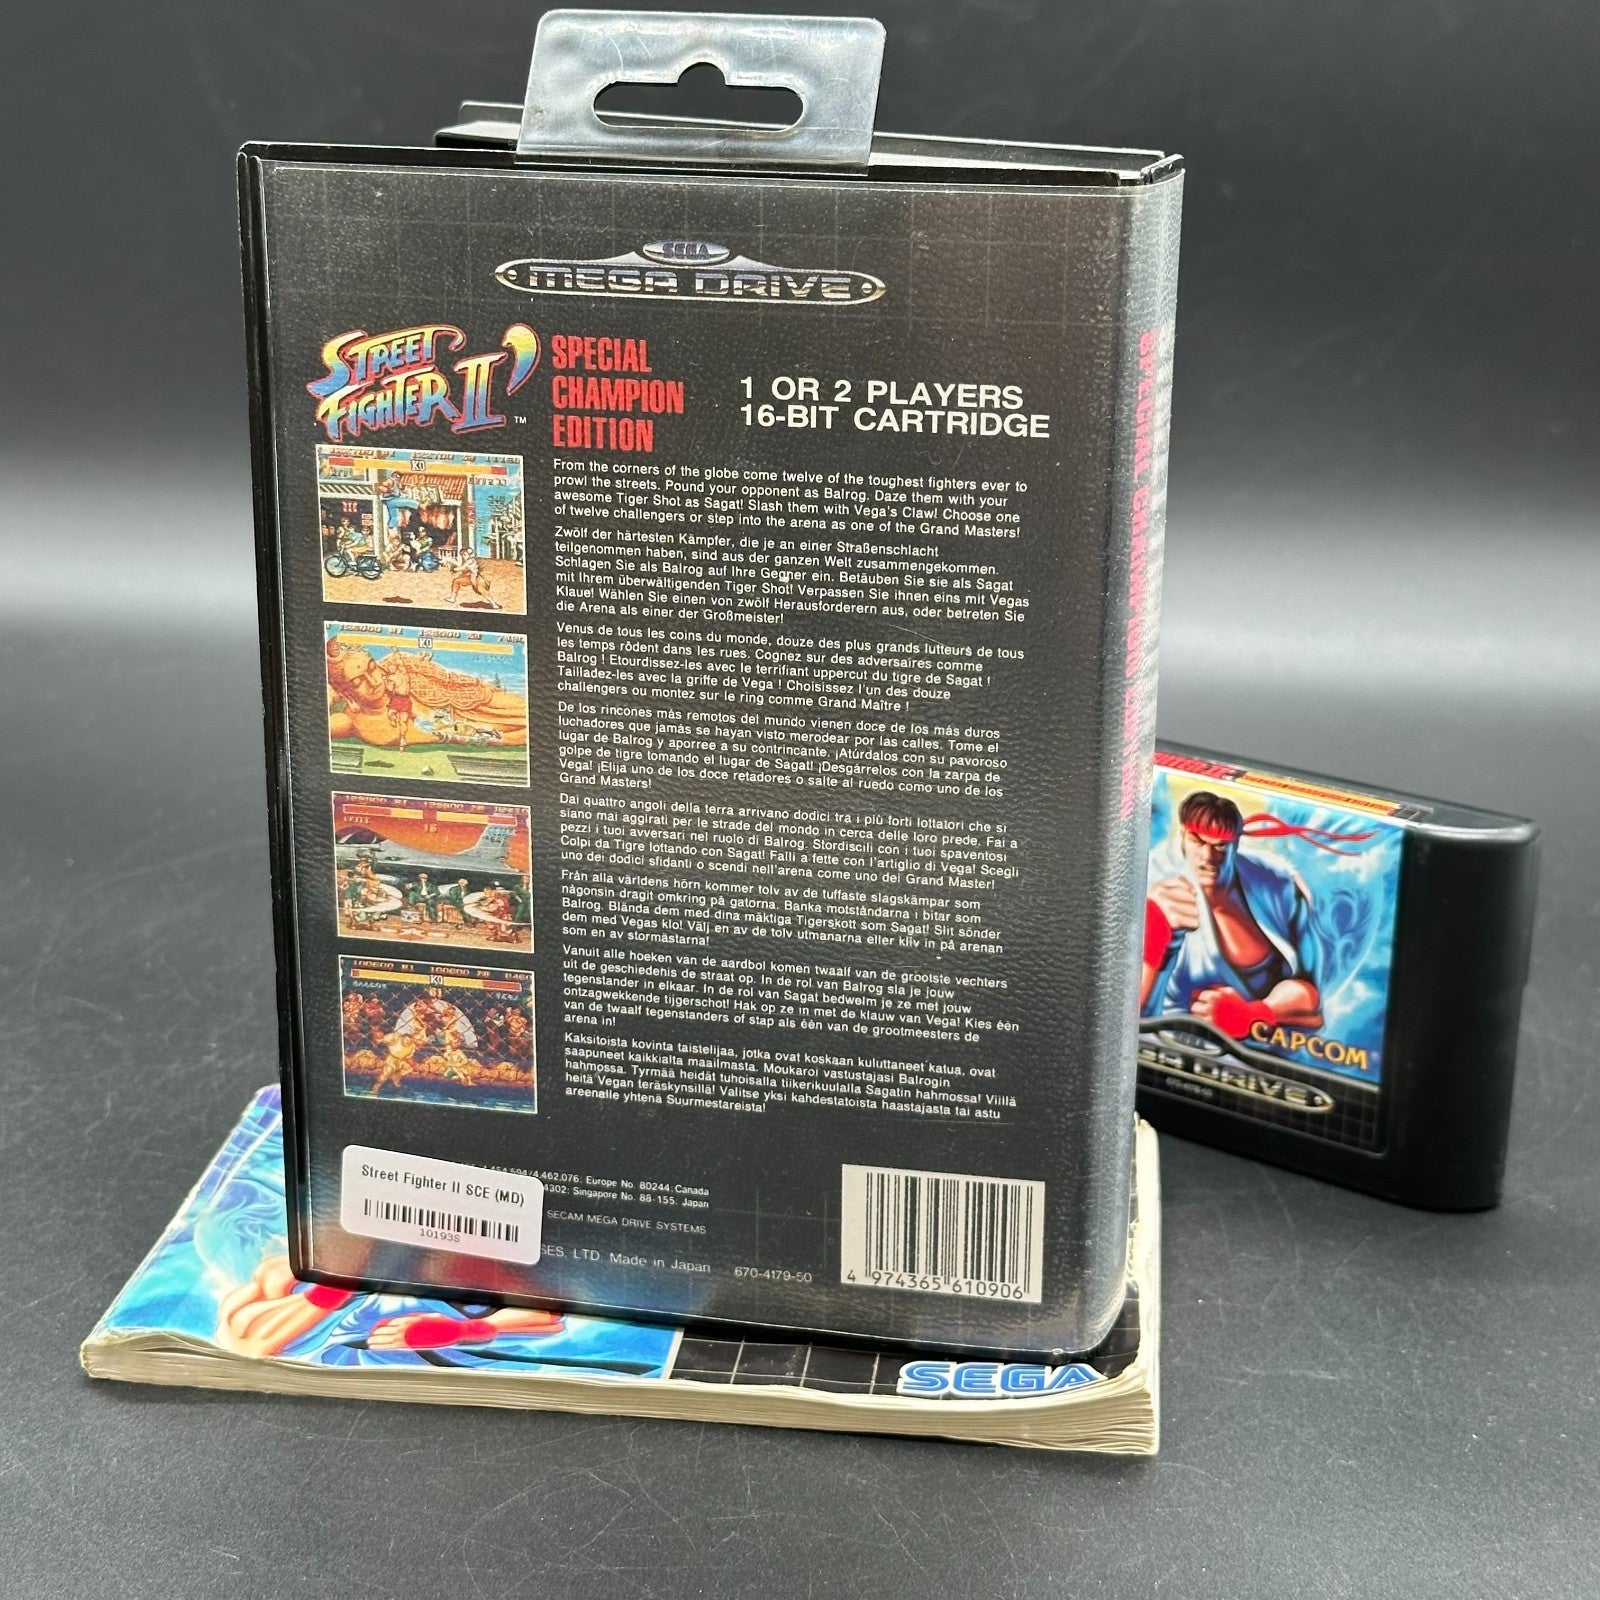 SEGA
MEGA DRIVE
STREET
FIGHTER II'
TM
SPECIAL
CHAMPION
EDITION
1 OR 2 PLAYERS
16-BIT CARTRIDGE
From the corners of the globe come twelve of the toughest fighters ever to
prowl the streets. Pound your opponent as Balrog. Daze them with your
awesome Tiger Shot as Sagat! Slash them with Vega's Claw! Choose one
of twelve challengers or step into the arena as one of the Grand Masters!
Zwölf der härtesten Kämpfer, die je an einer Straßenschlacht
teilgenommen haben, sind aus der ganzen Welt zusammengekommen.
Schlagen Sie als Balrog auf Ihre Gegner ein. Betäuben Sie sie als Sagat
mit Ihrem überwältigenden Tiger Shot! Verpassen Sie ihnen eins mit Vegas
Klaue! Wählen Sie einen von zwölf Herausforderern aus, oder betreten Sie
die Arena als einer der Großmeister!
Venus de tous les coins du monde, douze des plus grands lutteurs de tous
les temps rôdent dans les rues. Cognez sur des adversaires comme
Balrog ! Etourdissez-les avec le terrifiant uppercut du tigre de Sagat !
Tailladez-les avec la griffe de Vega ! Choisissez l'un des douze
challengers ou montez sur le ring comme Grand Maître !
De los rincones más remotos del mundo vienen doce de los más duros
luchadores que jamás se hayan visto merodear por las calles. Tome el
lugar de Balrog y aporree a su contrincante. ¡Atúrdalos con su pavoroso
golpe de tigre tomando el lugar de Sagat! ¡Desgárrelos con la zarpa de
Vega! ¡Elija uno de los doce retadores o salte al ruedo como uno de los
Grand Masters!
Dai quattro angoli della terra arrivano dodici tra i più forti lottatori che si
siano mai aggirati per le strade del mondo in cerca delle loro prede. Fai a
pezzi i tuoi avversari nel ruolo di Balrog. Stordiscili con i tuoi spaventosi
Colpi da Tigre lottando con Sagat! Falli a fette con l'artiglio di Vega! Scegli
uno dei dodici sfidanti o scendi nell'arena come uno dei Grand Master!
Från alla världens hörn kommer tolv av de tuffaste slagskämpar som
någonsin dragit omkring på gatorna. Banka motståndarna i bitar som
Balrog. Blända dem med dina mäktiga Tigerskott som Sagat! Slit sönder
dem med Vegas klo! Välj en av de tolv utmanarna eller kliv in på arenan
som en av stormästarna!
Vanuit alle hoeken van de aardbol komen twaalf van de grootste vechters
uit de geschiedenis de straat op. In de rol van Balrog sla je jouw
tegenstander in elkaar. In de rol van Sagat bedwelm je ze met jouw
ontzagwekkende tijgerschot! Hak op ze in met de klauw van Vega! Kies één
van de twaalf tegenstanders of stap als één van de grootmeesters de
arena in!
Kaksitoista kovinta taistelijaa, jotka ovat koskaan kuluttaneet katua, ovat
saapuneet kaikkialta maailmasta. Moukaroi vastustajasi Balrogin
hahmossa. Tyrmää heidät tuhoisalla tiikerikuulalla Sagatin hahmossa! Viillä
heitä Vegan teräskynsillä! Valitse yksi kahdestatoista haastajasta tai astu
areenalle yhtenä Suurmestareista!
4,454,594/4,462,076; Europe No. 80244; Canada
4302; Singapore No. 88-155; Japan
SECAM MEGA DRIVE SYSTEMS
SES, LTD. Made in Japan
670-4179-50
4 974365 610906
Street Fighter II SCE (MD)
10193S
SPECIAL CHAMPION EDITION
CAPCOM
DRIVE
SEGA